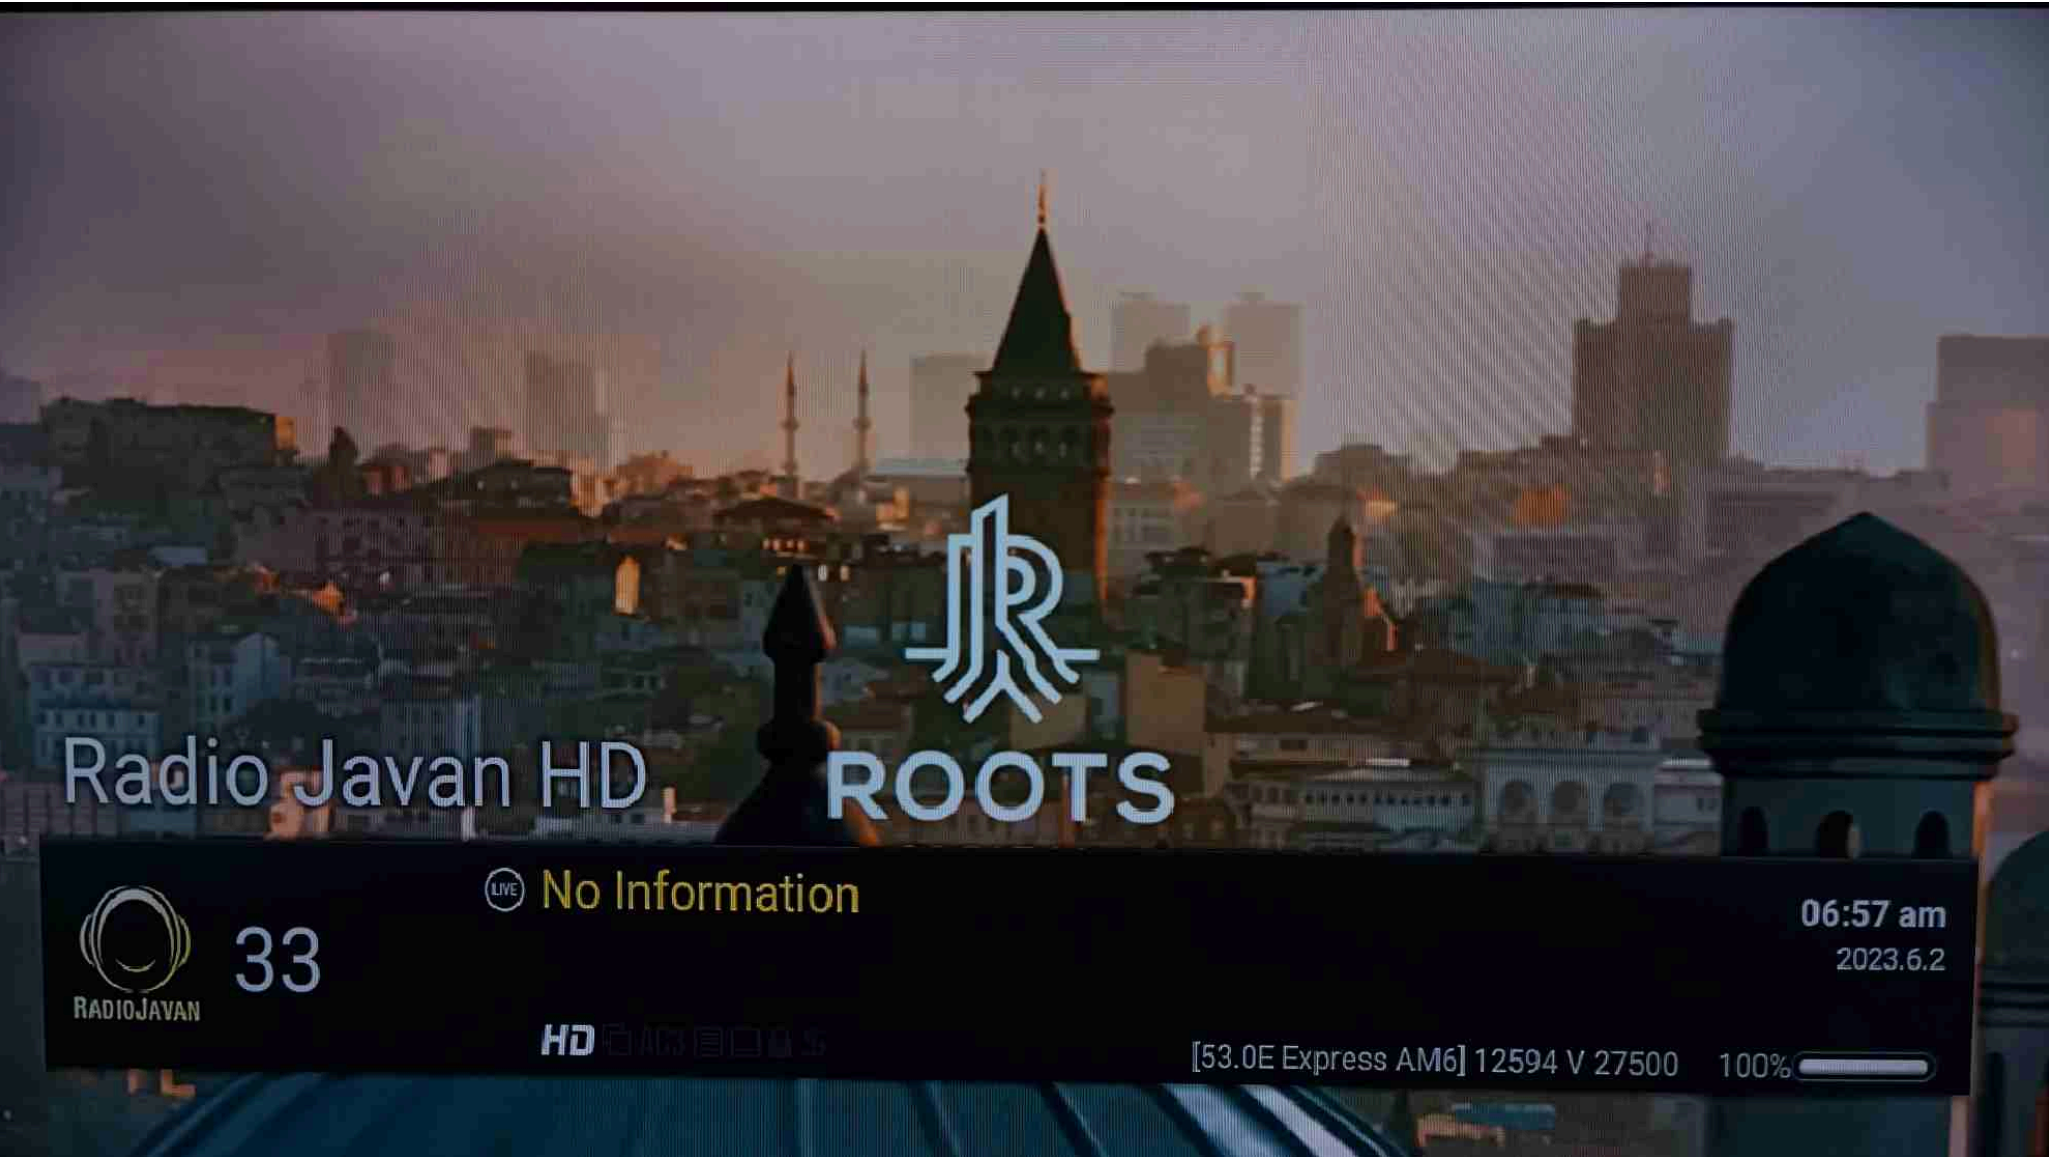 ROOTS
Radio Javan HD
LIVE No Information
06:57 am
33
2023.6.2
RADIOJAVAN
HD AC3
[53.0E Express AM6] 12594 V 27500 100%